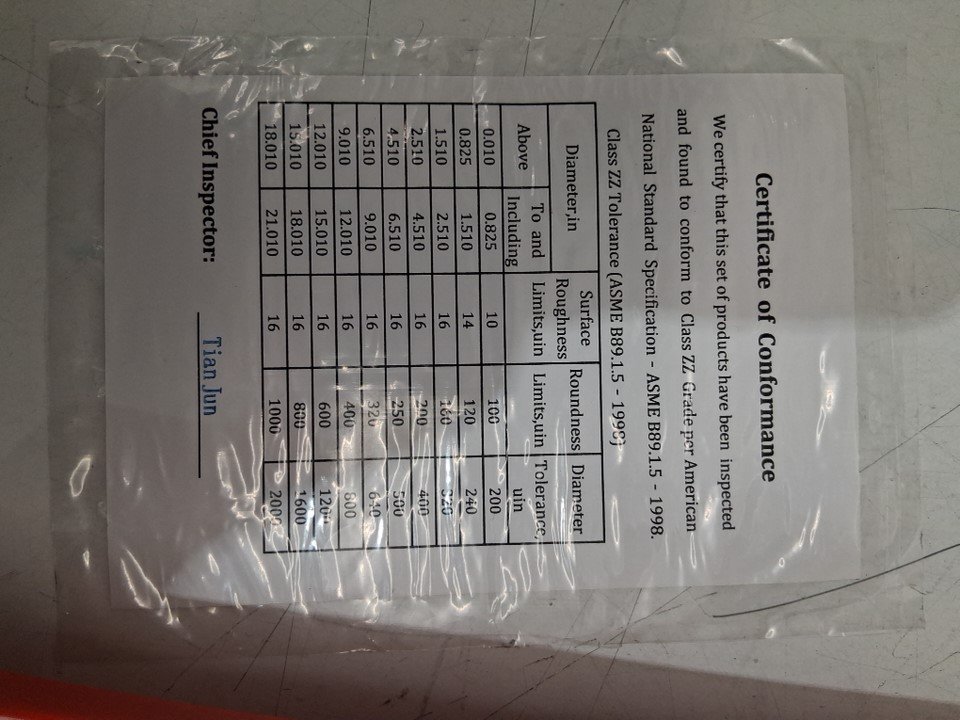 Certificate of Conformance
We certify that this set of products have been inspected
and found to conform to Class ZZ Grade per American
National Standard Specification - ASME B89.1.5 - 1998.
Class ZZ Tolerance (ASME B89.1.5 - 1998)
Diameter,in Surface Roughness Limits,uin Roundness Limits,uin Diameter Tolerance, uin
Above To and Including
0.010 0.825 10 100 200
0.825 1.510 14 120 240
1.510 2.510 16 160 320
2.510 4.510 16 200 400
4.510 6.510 16 250 500
6.510 9.010 16 320 640
9.010 12.010 16 400 800
12.010 15.010 16 600 1200
15.010 18.010 16 800 1600
18.010 21.010 16 1000 2000
Chief Inspector: Tian Jun